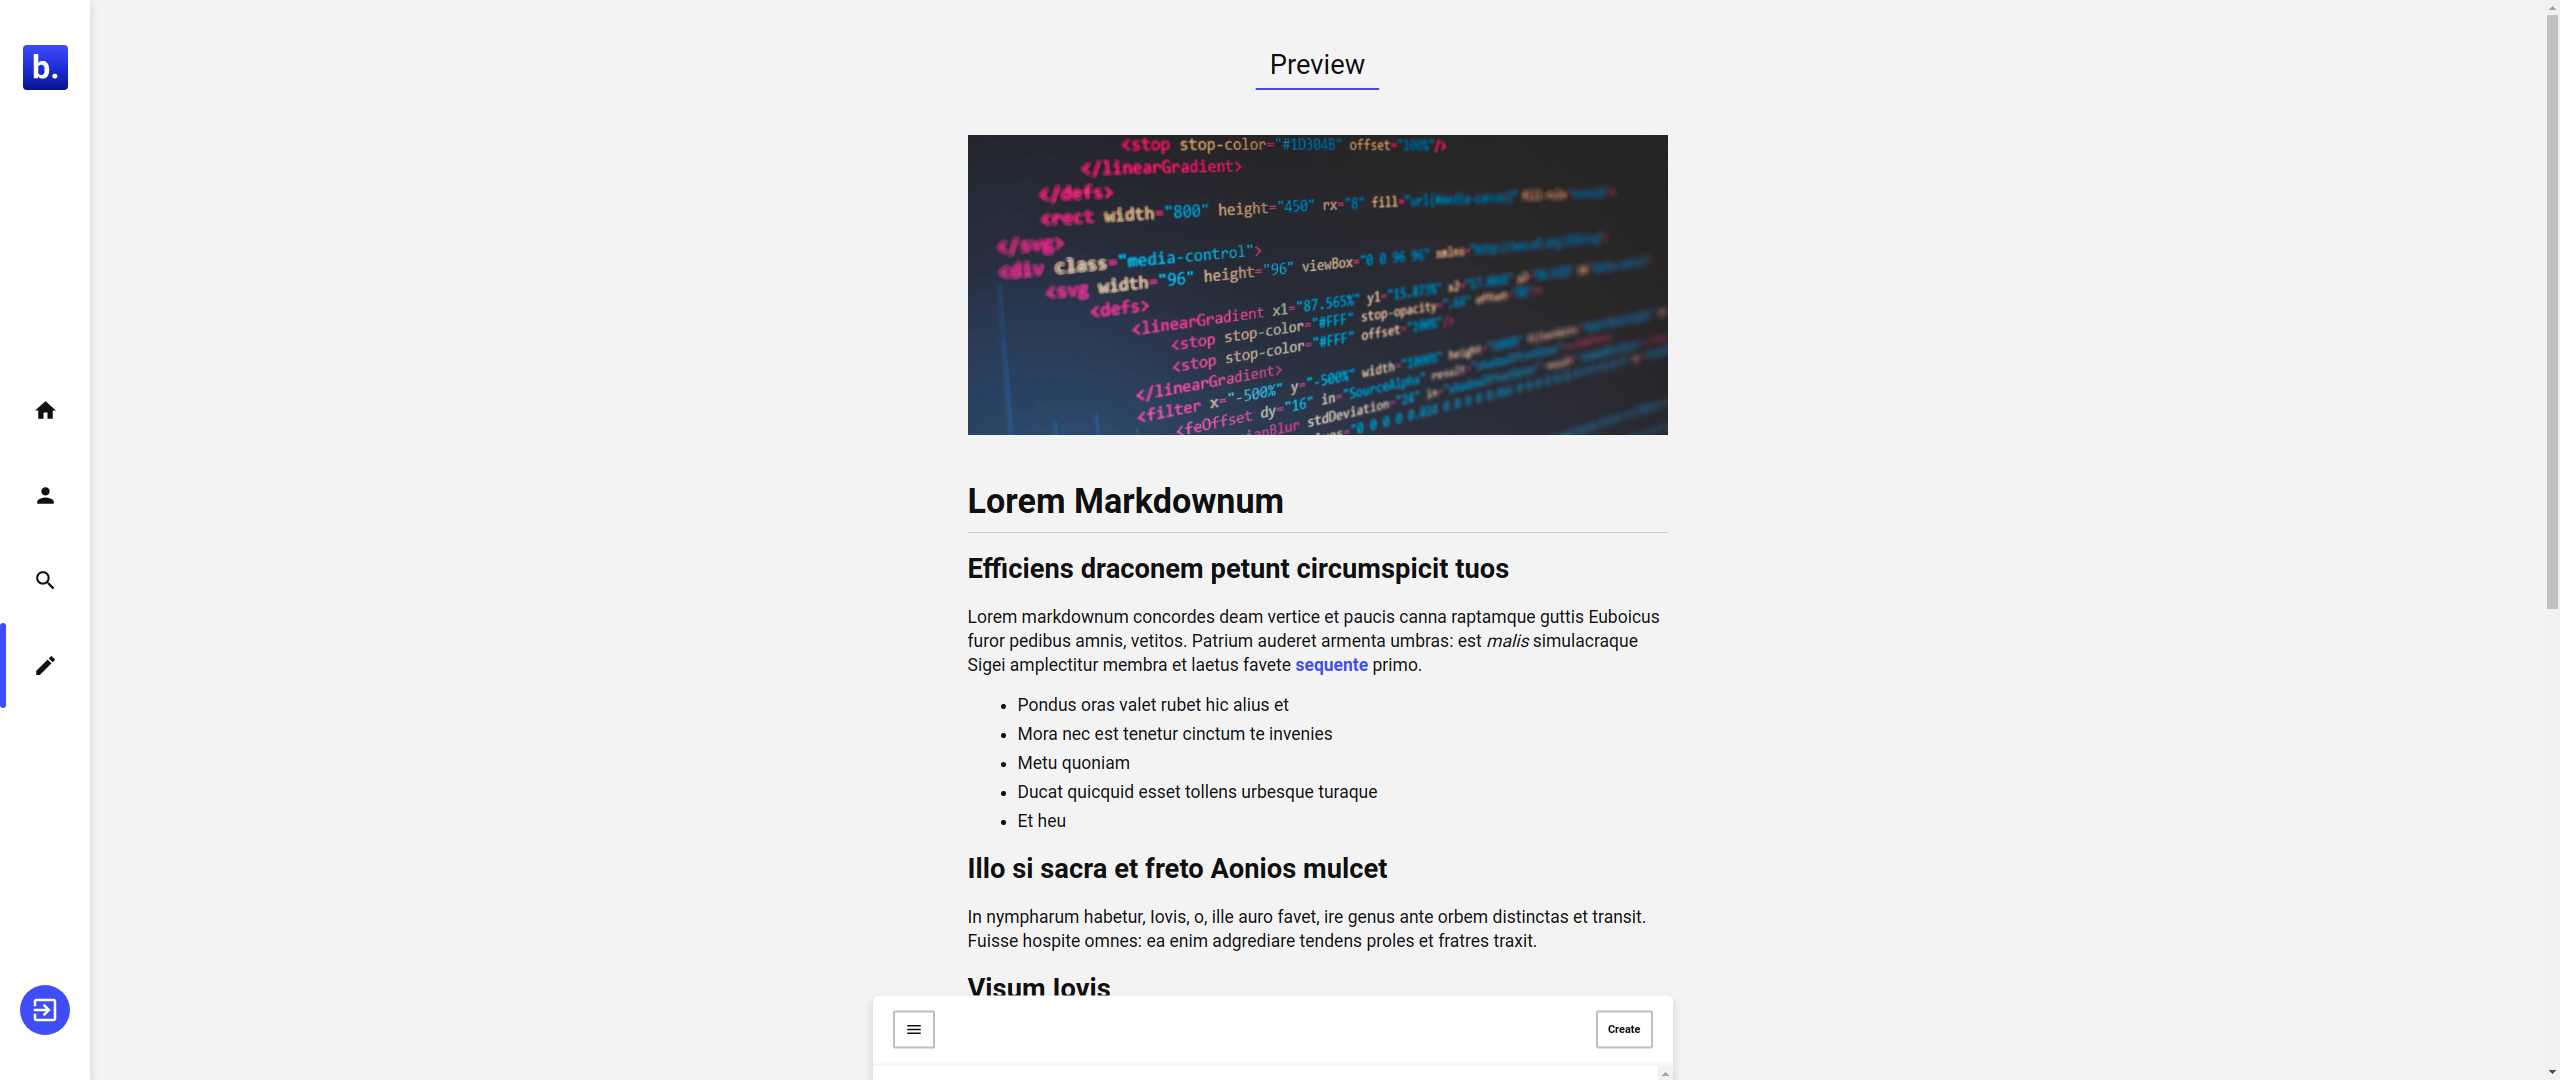 b.
Preview
<stop stop-color="#1D304B" offset="100%"/>
</linearGradient>
</defs>
<rect width="800" height="450" rx="8" fill=
</svg>
<div class="media-control">
<svg width="96" height="96" viewBox="0 0 96 96"
<defs>
<linearGradient x1="87.565%" y1="15.873%"
<stop stop-color="#FFF" stop-opacity=
<stop stop-color="#FFF" offset="100%"/>
</linearGradient>
<filter x="-500%" y="-500%" width="1000%" height=
<feOffset dy="16" in="SourceAlpha"
stdDeviation="24" in=
Lorem Markdownum
Efficiens draconem petunt circumspicit tuos
Lorem markdownum concordes deam vertice et paucis canna raptamque guttis Euboicus
furor pedibus amnis, vetitos. Patrium auderet armenta umbras: est malis simulacraque
Sigei amplectitur membra et laetus favete sequente primo.
• Pondus oras valet rubet hic alius et
• Mora nec est tenetur cinctum te invenies
• Metu quoniam
• Ducat quicquid esset tollens urbesque turaque
• Et heu
Illo si sacra et freto Aonios mulcet
In nympharum habetur, Iovis, o, ille auro favet, ire genus ante orbem distinctas et transit.
Fuisse hospite omnes: ea enim adgrediare tendens proles et fratres traxit.
Visum Iovis
Create